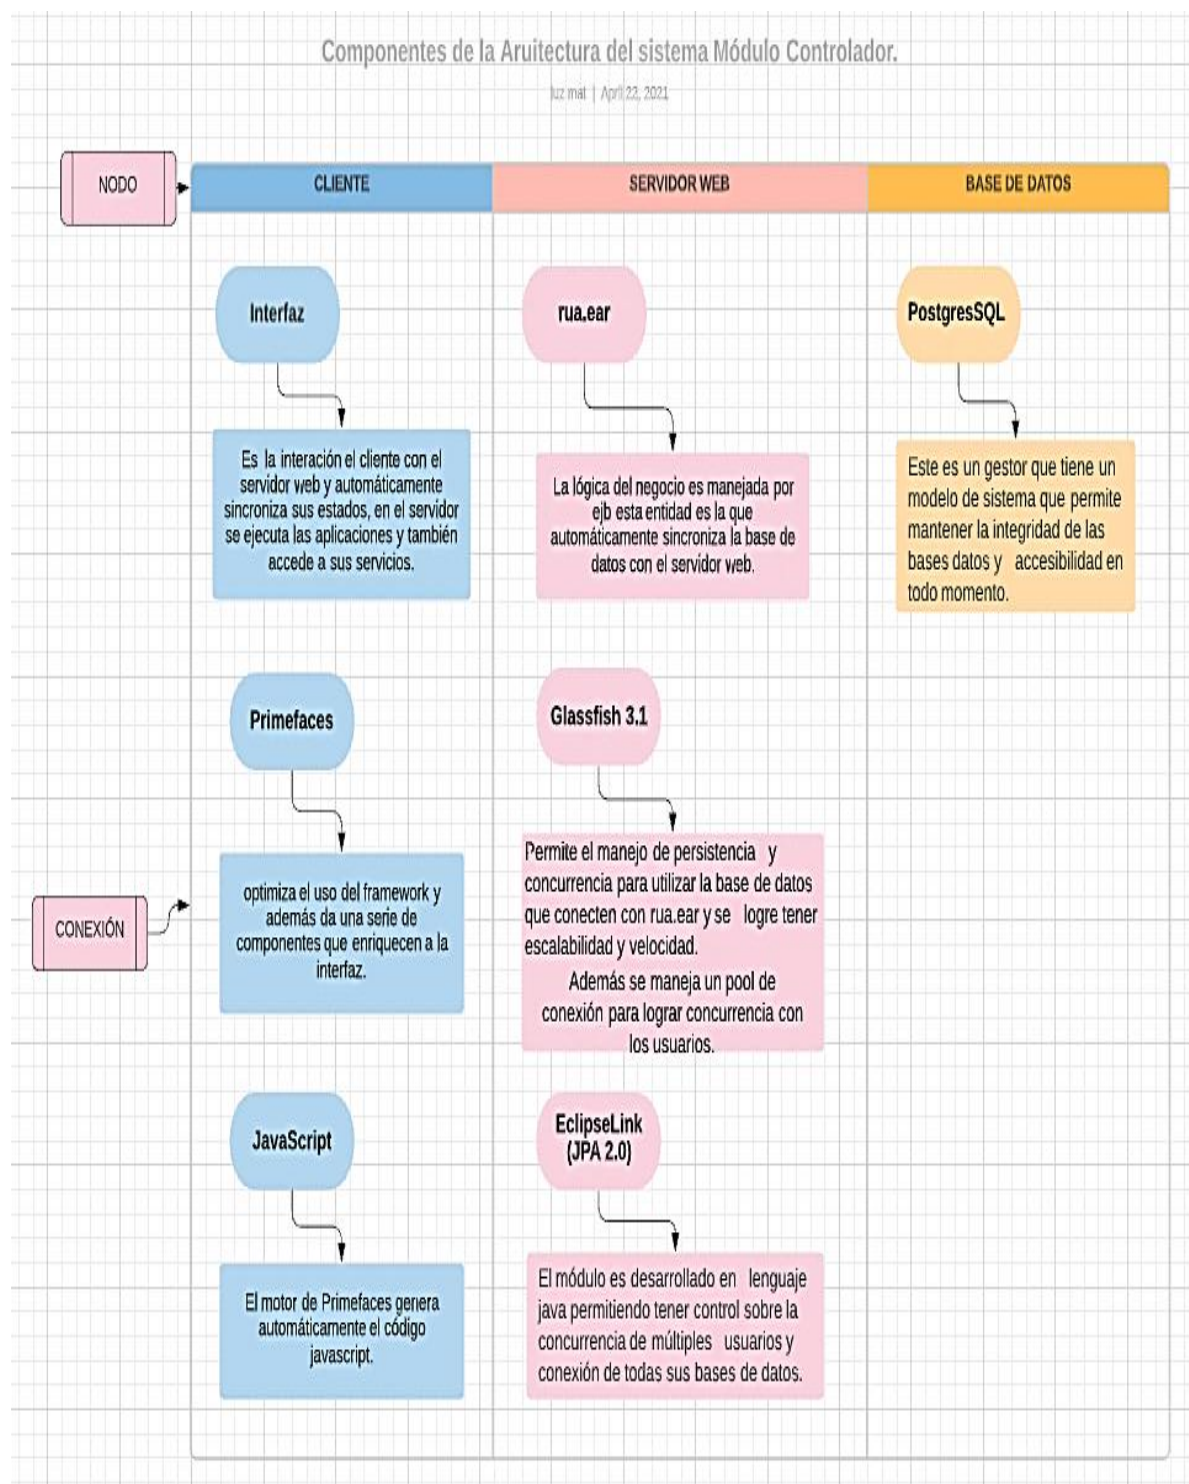 Componentes de la Aruitectura del sistema Módulo Controlador.
luz mat | April 22, 2021
NODO
CLIENTE
SERVIDOR WEB
BASE DE DATOS
Interfaz
rua.ear
PostgresSQL
Es la interación el cliente con el
servidor web y automáticamente
sincroniza sus estados, en el servidor
se ejecuta las aplicaciones y también
accede a sus servicios.
La lógica del negocio es manejada por
ejb esta entidad es la que
automáticamente sincroniza la base de
datos con el servidor web.
Este es un gestor que tiene un
modelo de sistema que permite
mantener la integridad de las
bases datos y accesibilidad en
todo momento.
Primefaces
Glassfish 3.1
CONEXIÓN
optimiza el uso del framework y
además da una serie de
componentes que enriquecen a la
interfaz.
Permite el manejo de persistencia y
concurrencia para utilizar la base de datos
que conecten con rua.ear y se logre tener
escalabilidad y velocidad.
Además se maneja un pool de
conexión para lograr concurrencia con
los usuarios.
JavaScript
EclipseLink
(JPA 2.0)
El motor de Primefaces genera
automáticamente el código
javascript.
El módulo es desarrollado en lenguaje
java permitiendo tener control sobre la
concurrencia de múltiples usuarios y
conexión de todas sus bases de datos.